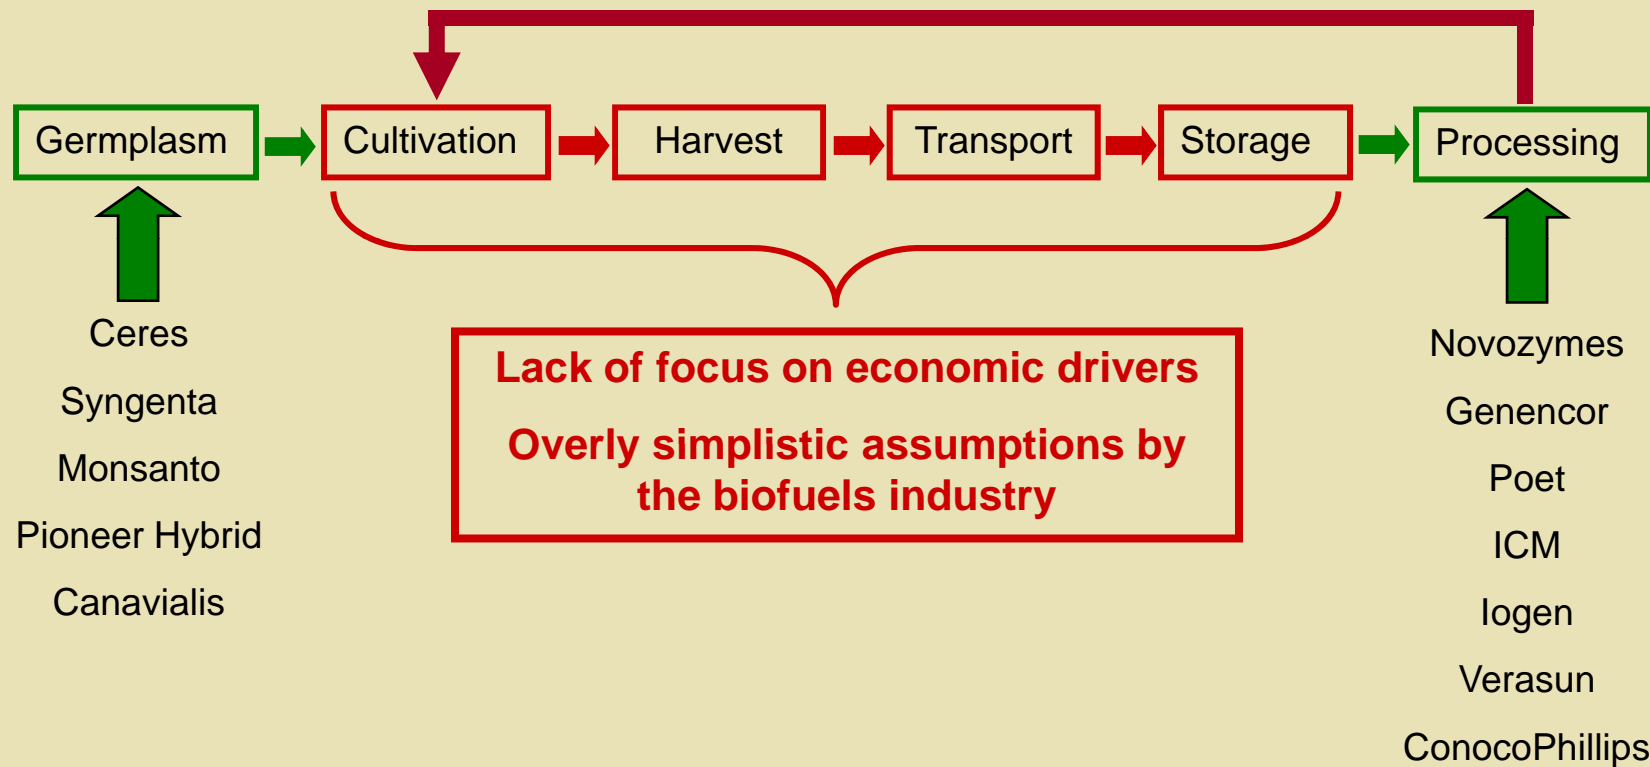 Germplasm
Cultivation
Harvest
Transport
Storage
Processing
Ceres
Syngenta
Monsanto
Pioneer Hybrid
Canavialis
Lack of focus on economic drivers
Overly simplistic assumptions by
the biofuels industry
Novozymes
Genencor
Poet
ICM
Iogen
Verasun
ConocoPhillips